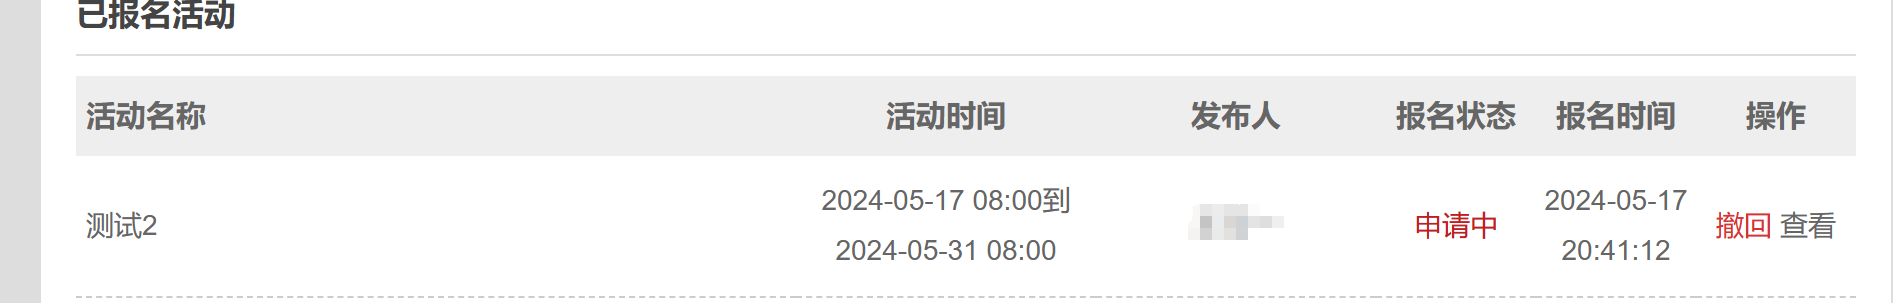 已报名活动
活动名称 活动时间 发布人 报名状态 报名时间 操作
2024-05-17 08:00到 2024-05-17
测试2 申请中 撤回 查看
2024-05-31 08:00 20:41:12